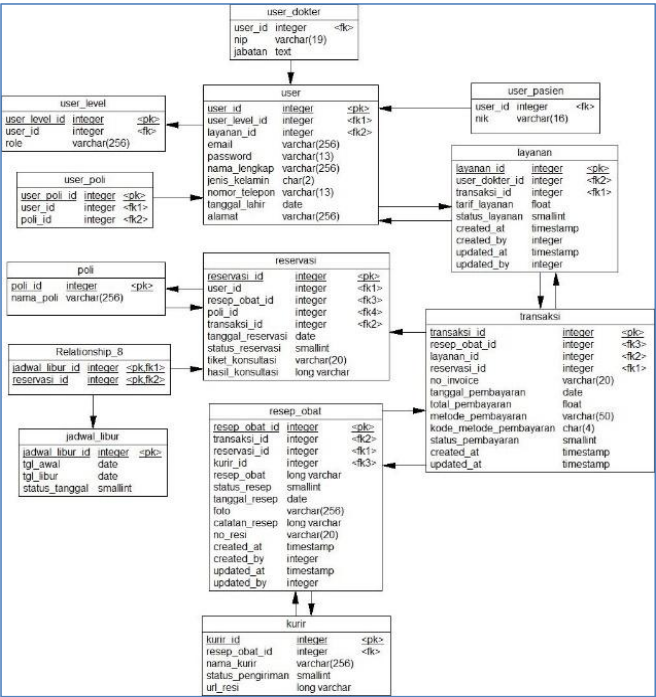 user_dokter
user_id integer <fk>
nip varchar(19)
jabatan text
user
user_id integer <pk>
user_level_id integer <fk1>
layanan_id integer <fk2>
email varchar(256)
password varchar(13)
nama_lengkap varchar(256)
jenis_kelamin char(2)
nomor_telepon varchar(13)
tanggal_lahir date
alamat varchar(256)
user_pasien
user_id integer <fk>
nik varchar(16)
user_level
user_level_id integer <pk>
user_id integer <fk>
role varchar(256)
user_poli
user_poli_id integer <pk>
user_id integer <fk1>
poli_id integer <fk2>
layanan
layanan_id integer <pk>
user_dokter_id integer <fk2>
transaksi_id integer <fk1>
tarif_layanan float
status_layanan smallint
created_at timestamp
created_by integer
updated_at timestamp
updated_by integer
poli
poli_id integer <pk>
nama_poli varchar(256)
reservasi
reservasi_id integer <pk>
user_id integer <fk1>
resep_obat_id integer <fk3>
poli_id integer <fk4>
transaksi_id integer <fk2>
tanggal_reservasi date
status_reservasi smallint
tiket_konsultasi varchar(20)
hasil_konsultasi long varchar
transaksi
transaksi_id integer <pk>
resep_obat_id integer <fk3>
layanan_id integer <fk2>
reservasi_id integer <fk1>
no_invoice varchar(20)
tanggal_pembayaran date
total_pembayaran float
metode_pembayaran varchar(50)
kode_metode_pembayaran char(4)
status_pembayaran smallint
created_at timestamp
updated_at timestamp
Relationship_8
jadwal_libur_id integer <pk,fk1>
reservasi_id integer <pk,fk2>
jadwal_libur
jadwal_libur_id integer <pk>
tgl_awal date
tgl_libur date
status_tanggal smallint
resep_obat
resep_obat_id integer <pk>
transaksi_id integer <fk2>
reservasi_id integer <fk1>
kurir_id integer <fk3>
resep_obat long varchar
status_resep smallint
tanggal_resep date
foto varchar(256)
catatan_resep long varchar
no_resi varchar(20)
created_at timestamp
created_by integer
updated_at timestamp
updated_by integer
kurir
kurir_id integer <pk>
resep_obat_id integer <fk>
nama_kurir varchar(256)
status_pengiriman smallint
url_resi long varchar